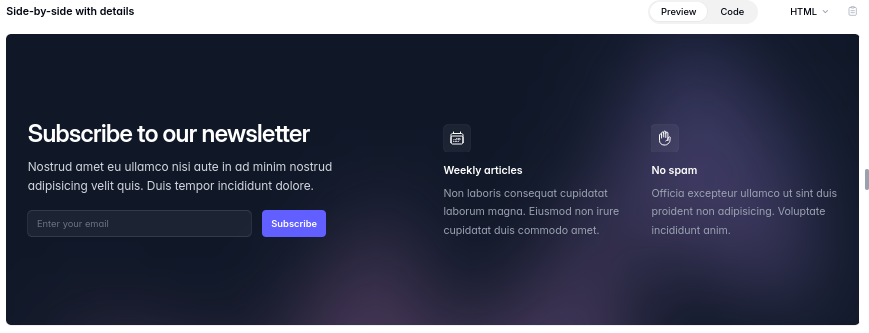 Side-by-side with details
Preview
Code
HTML
Subscribe to our newsletter
Nostrud amet eu ullamco nisi aute in ad minim nostrud
adipisicing velit quis. Duis tempor incididunt dolore.
Enter your email
Subscribe
Weekly articles
Non laboris consequat cupidatat
laborum magna. Eiusmod non irure
cupidatat duis commodo amet.
No spam
Officia excepteur ullamco ut sint duis
proident non adipisicing. Voluptate
incididunt anim.